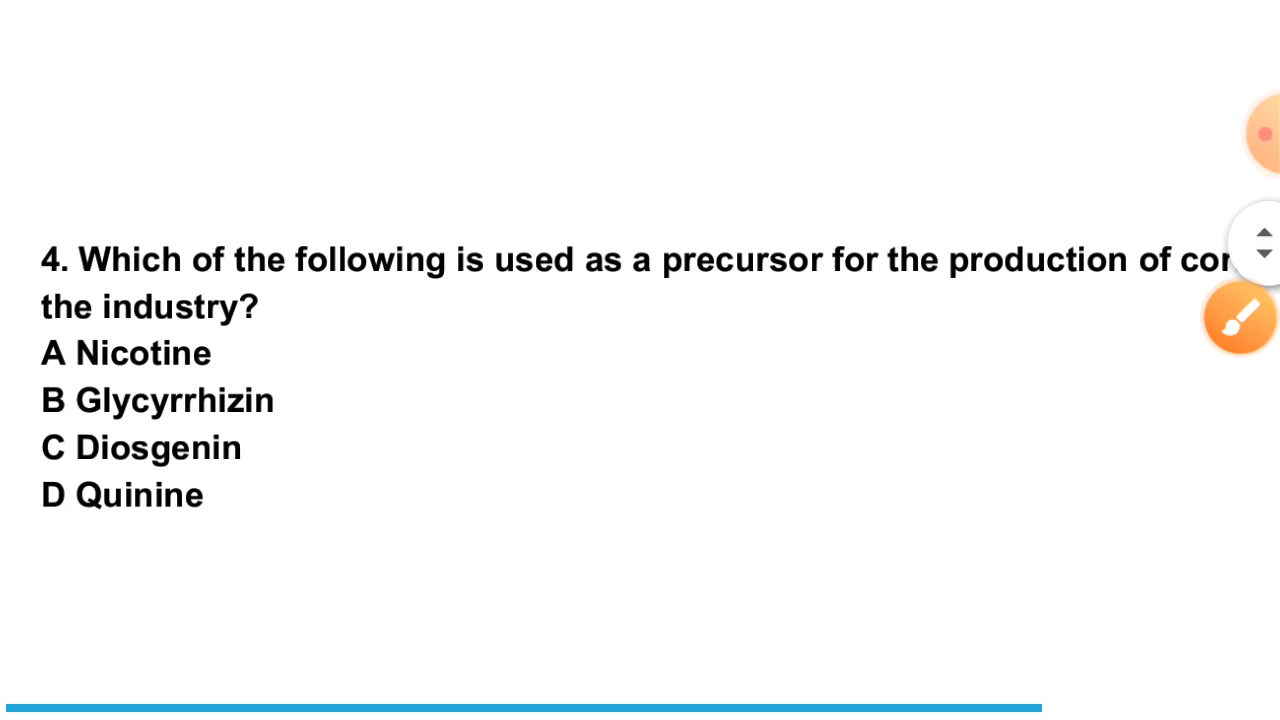 4. Which of the following is used as a precursor for the production of
the industry?
A Nicotine
B Glycyrrhizin
C Diosgenin
D Quinine